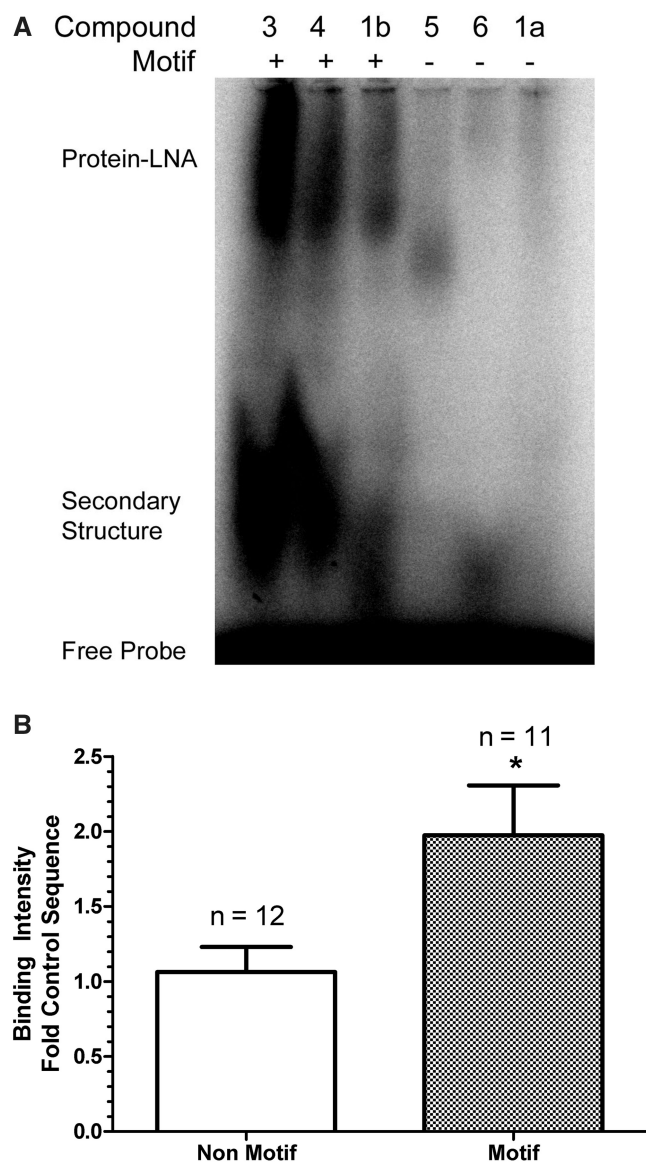 A Compound 3 4 1b 5 6 1a
Motif + + + - - -
Protein-LNA
Secondary
Structure
Free Probe
B
n = 11
*
n = 12
2.5
2.0
1.5
1.0
0.5
0.0
Binding Intensity
Fold Control Sequence
Non Motif Motif